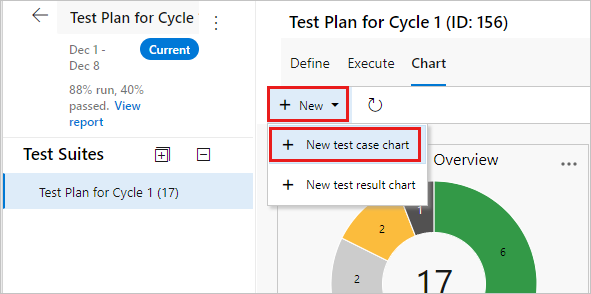 Test Plan for Cycle
Dec 1 -
Dec 8
Current
88% run, 40%
passed. View
report
Test Suites
Test Plan for Cycle 1 (17)
Test Plan for Cycle 1 (ID: 156)
Define Execute Chart
New
New test case chart
New test result chart
Overview
1
2
6
2
17